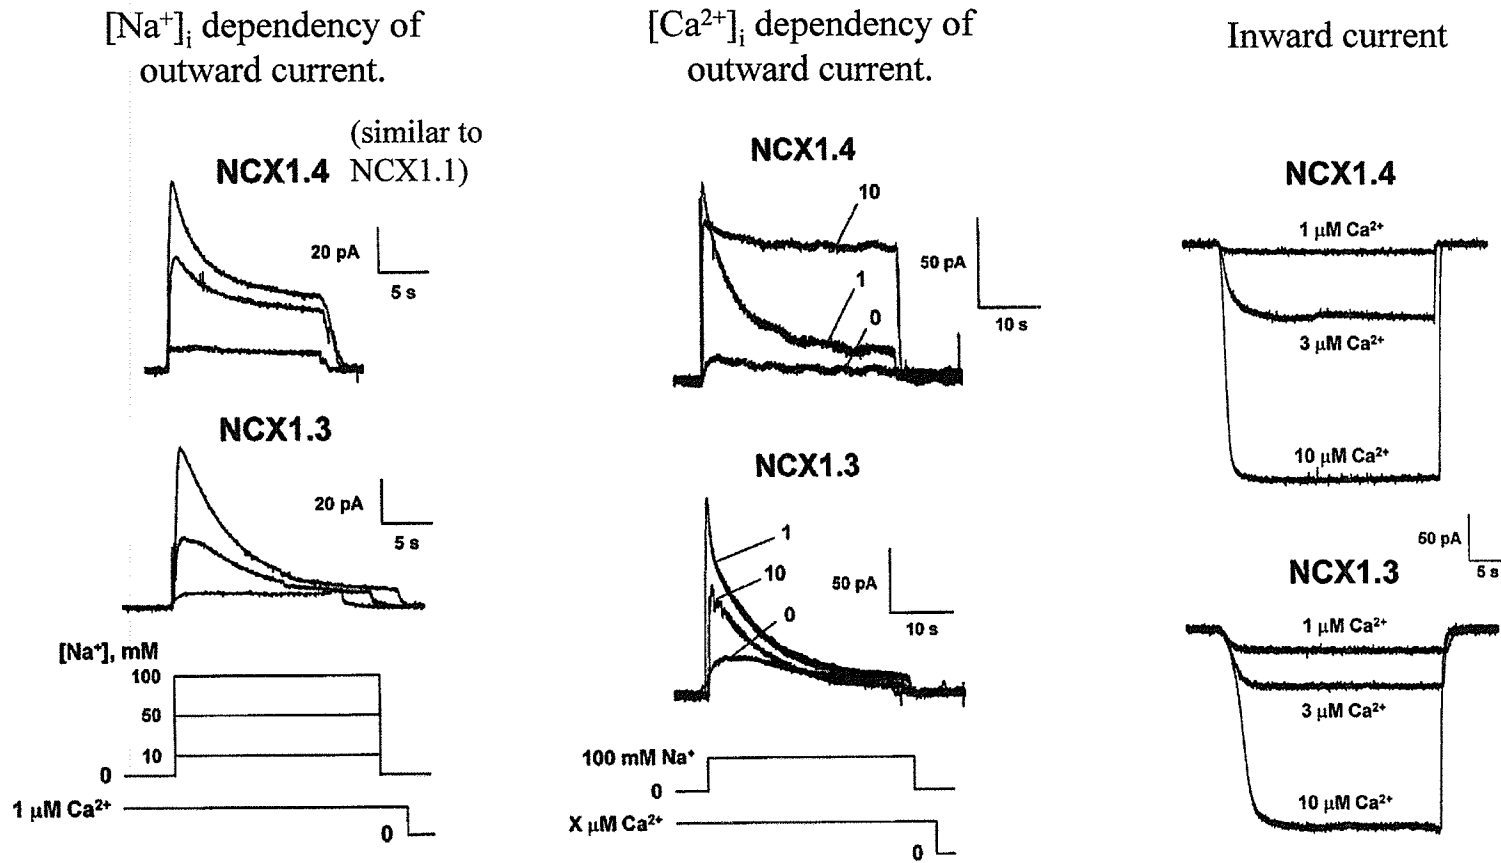 [Na⁺]ᵢ dependency of
outward current.
(similar to
NCX1.1)
NCX1.4
20 pA
5 s
NCX1.3
20 pA
5 s
[Na⁺], mM
100
50
10
0
1 μM Ca²⁺
0
[Ca²⁺]ᵢ dependency of
outward current.
NCX1.4
10
50 pA
1
0
10 s
NCX1.3
1
10
50 pA
0
10 s
100 mM Na⁺
0
X μM Ca²⁺
0
Inward current
NCX1.4
1 μM Ca²⁺
3 μM Ca²⁺
10 μM Ca²⁺
50 pA
5 s
NCX1.3
1 μM Ca²⁺
3 μM Ca²⁺
10 μM Ca²⁺